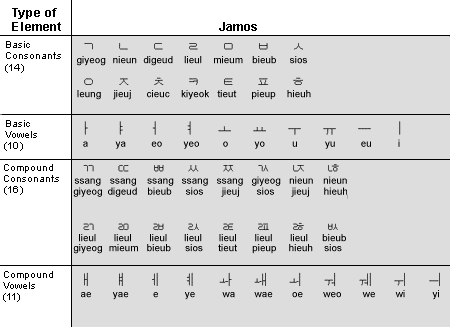 Type of
Element
Jamos
Basic
Consonants
(14)
ㄱ ㄴ ㄷ ㄹ ㅁ ㅂ ㅅ
giyeog nieun digeud lieul mieum bieub sios
ㅇ ㅈ ㅊ ㅋ ㅌ ㅍ ㅎ
leung jieuj cieuc kiyeok tieut pieup hieuh
Basic
Vowels
(10)
ㅏ ㅑ ㅓ ㅕ ㅗ ㅛ ㅜ ㅠ ㅡ ㅣ
a ya eo yeo o yo u yu eu i
Compound
Consonants
(16)
ㄲ ㄸ ㅃ ㅆ ㅉ ㄳ ㄵ ㄶ
ssang ssang ssang ssang ssang giyeog nieun nieun
giyeog digeud bieub sios jieuj sios jieuj hieuh
ㄺ ㄻ ㄼ ㄽ ㄾ ㄿ ㅀ ㅄ
lieul lieul lieul lieul lieul lieul lieul bieub
giyeog mieum bieub sios tieut pieup hieuh sios
Compound
Vowels
(11)
ㅐ ㅒ ㅔ ㅖ ㅘ ㅙ ㅚ ㅝ ㅞ ㅟ ㅢ
ae yae e ye wa wae oe weo we wi yi